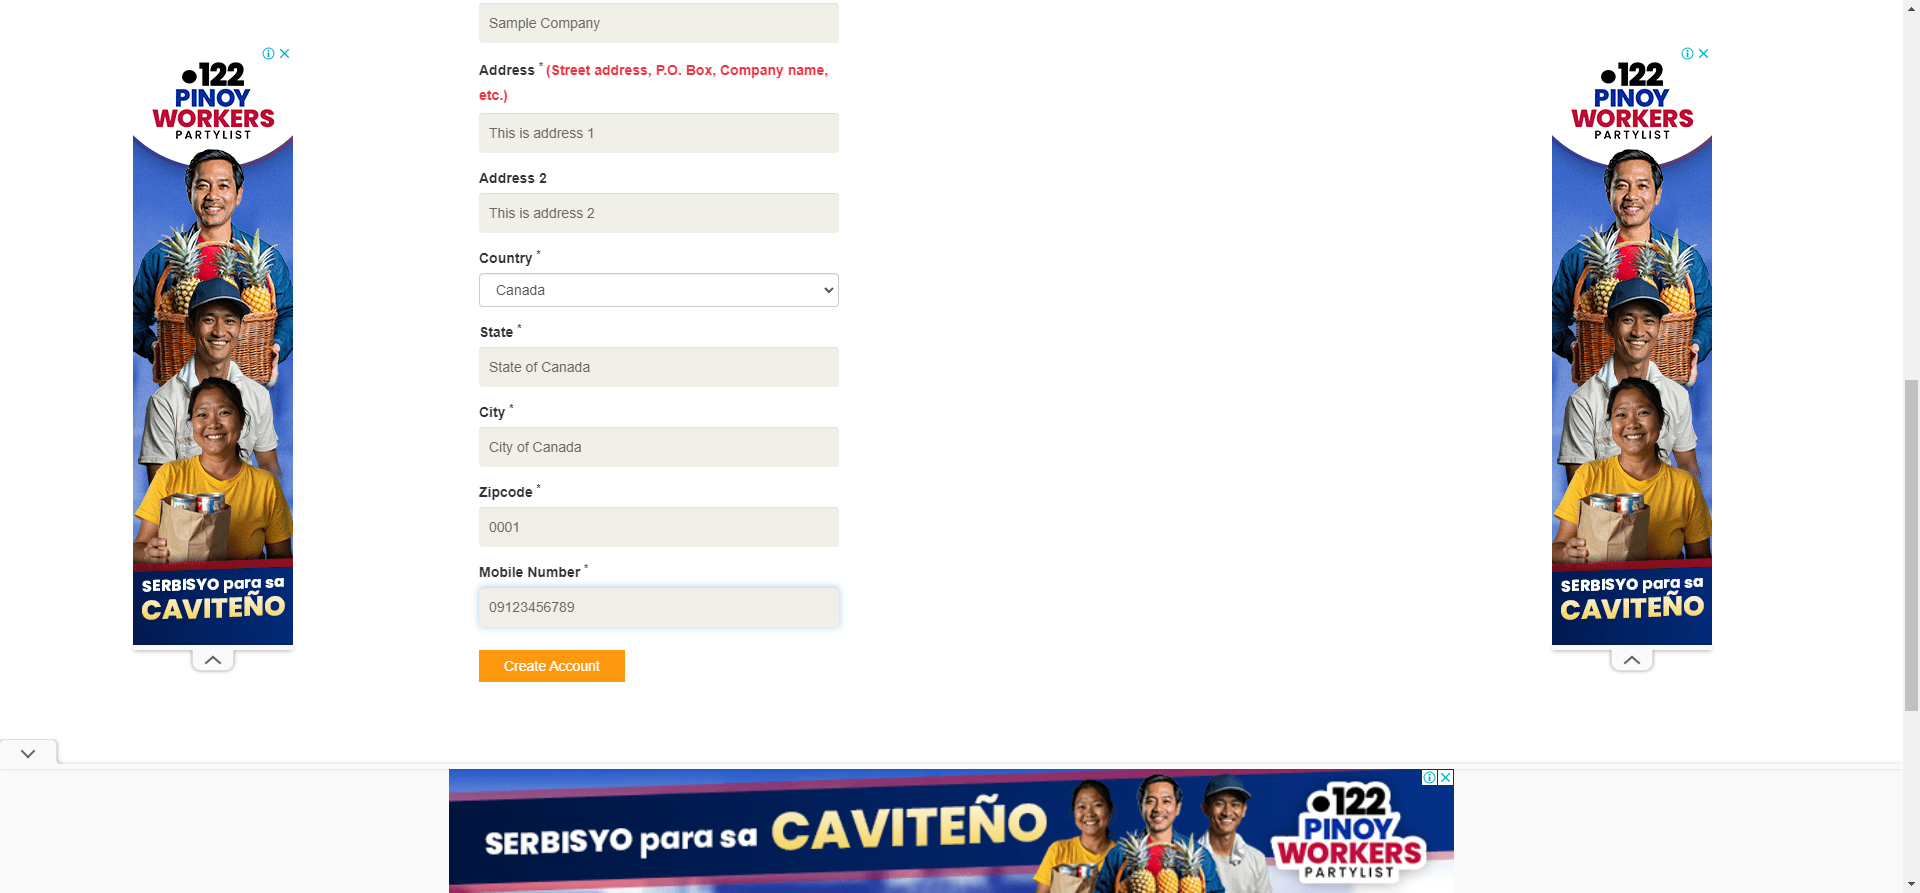 Sample Company
Address * (Street address, P.O. Box, Company name,
etc.)
This is address 1
Address 2
This is address 2
Country *
Canada
State *
State of Canada
City *
City of Canada
Zipcode *
0001
Mobile Number *
09123456789
Create Account
122
PINOY
WORKERS
PARTYLIST
SERBISYO para sa
CAVITEÑO
122
PINOY
WORKERS
PARTYLIST
SERBISYO para sa
CAVITEÑO
SERBISYO para sa CAVITEÑO
122
PINOY
WORKERS
PARTYLIST